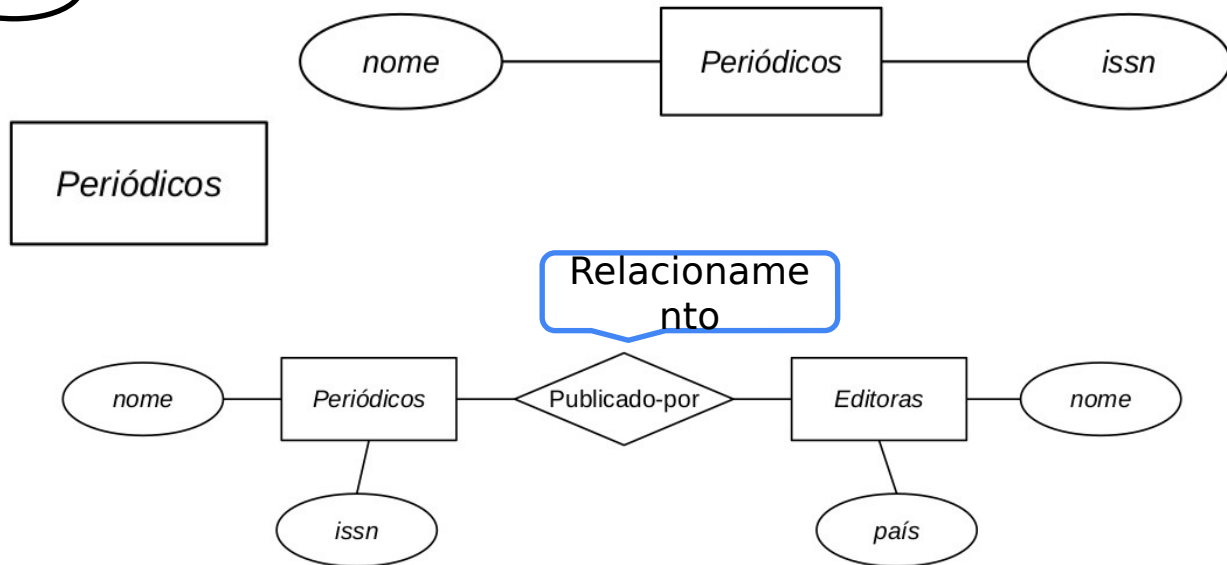 nome
Periódicos
issn
Periódicos
Relacioname
nto
nome
Periódicos
Publicado-por
Editoras
nome
issn
país